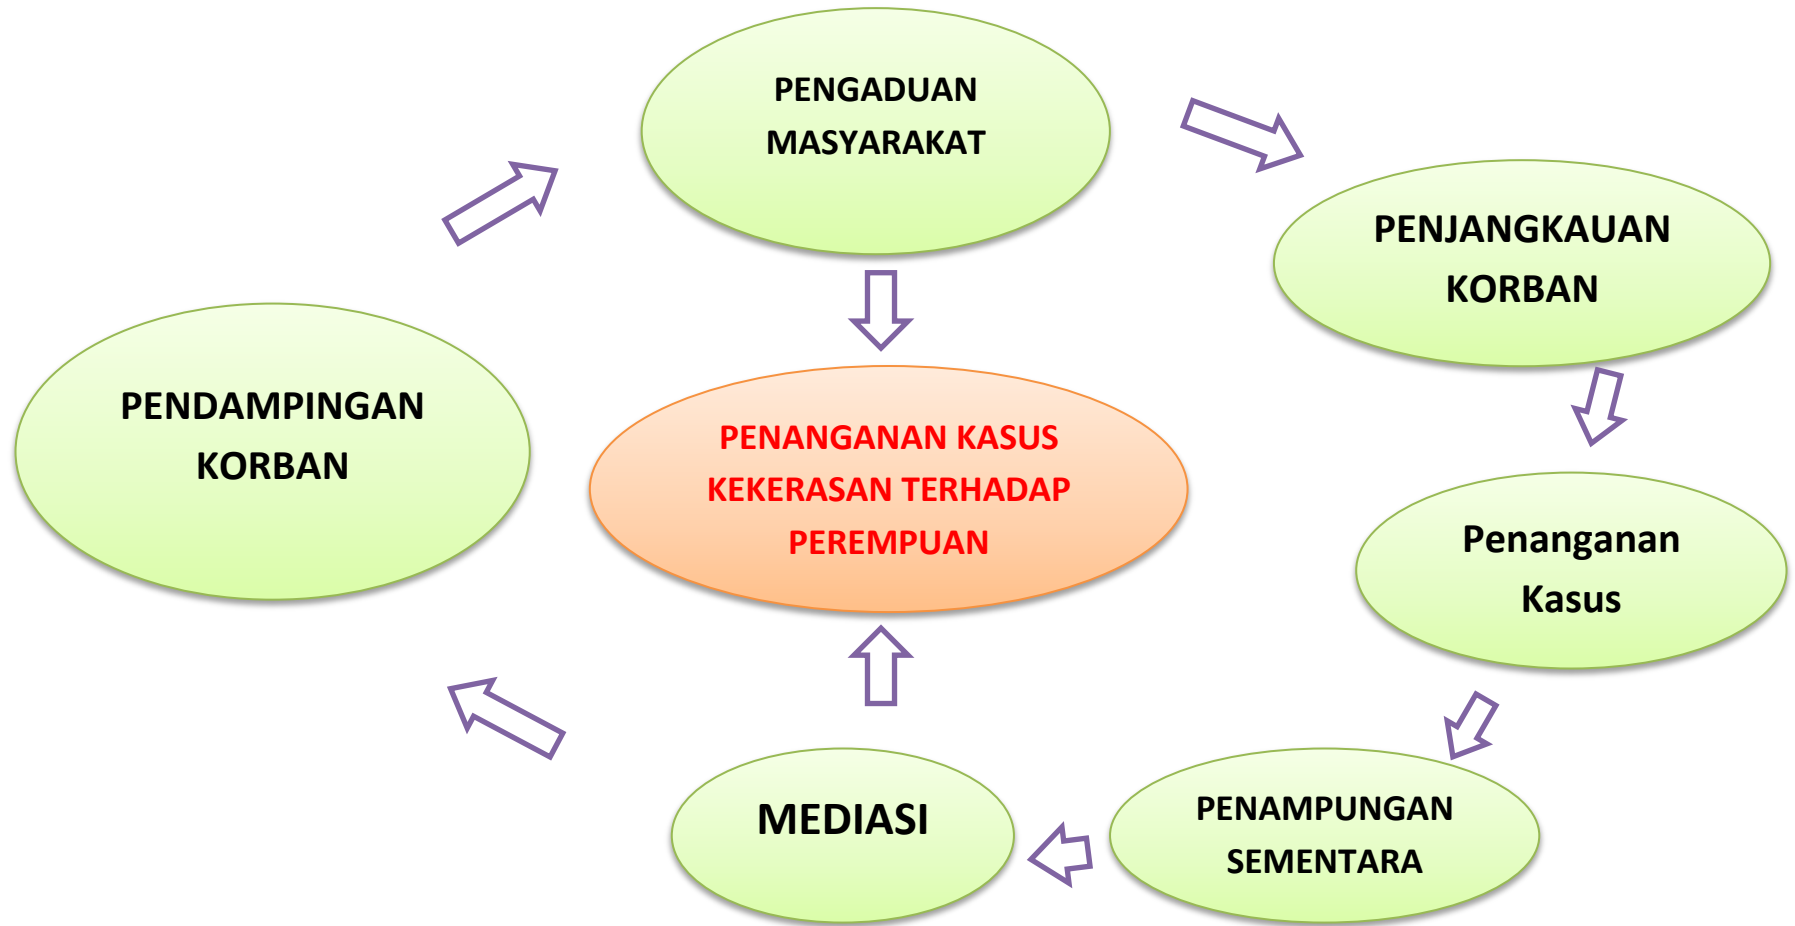 PENGADUAN
MASYARAKAT
PENJANGKAUAN
KORBAN
PENDAMPINGAN
KORBAN
PENANGANAN KASUS
KEKERASAN TERHADAP
PEREMPUAN
Penanganan
Kasus
MEDIASI
PENAMPUNGAN
SEMENTARA